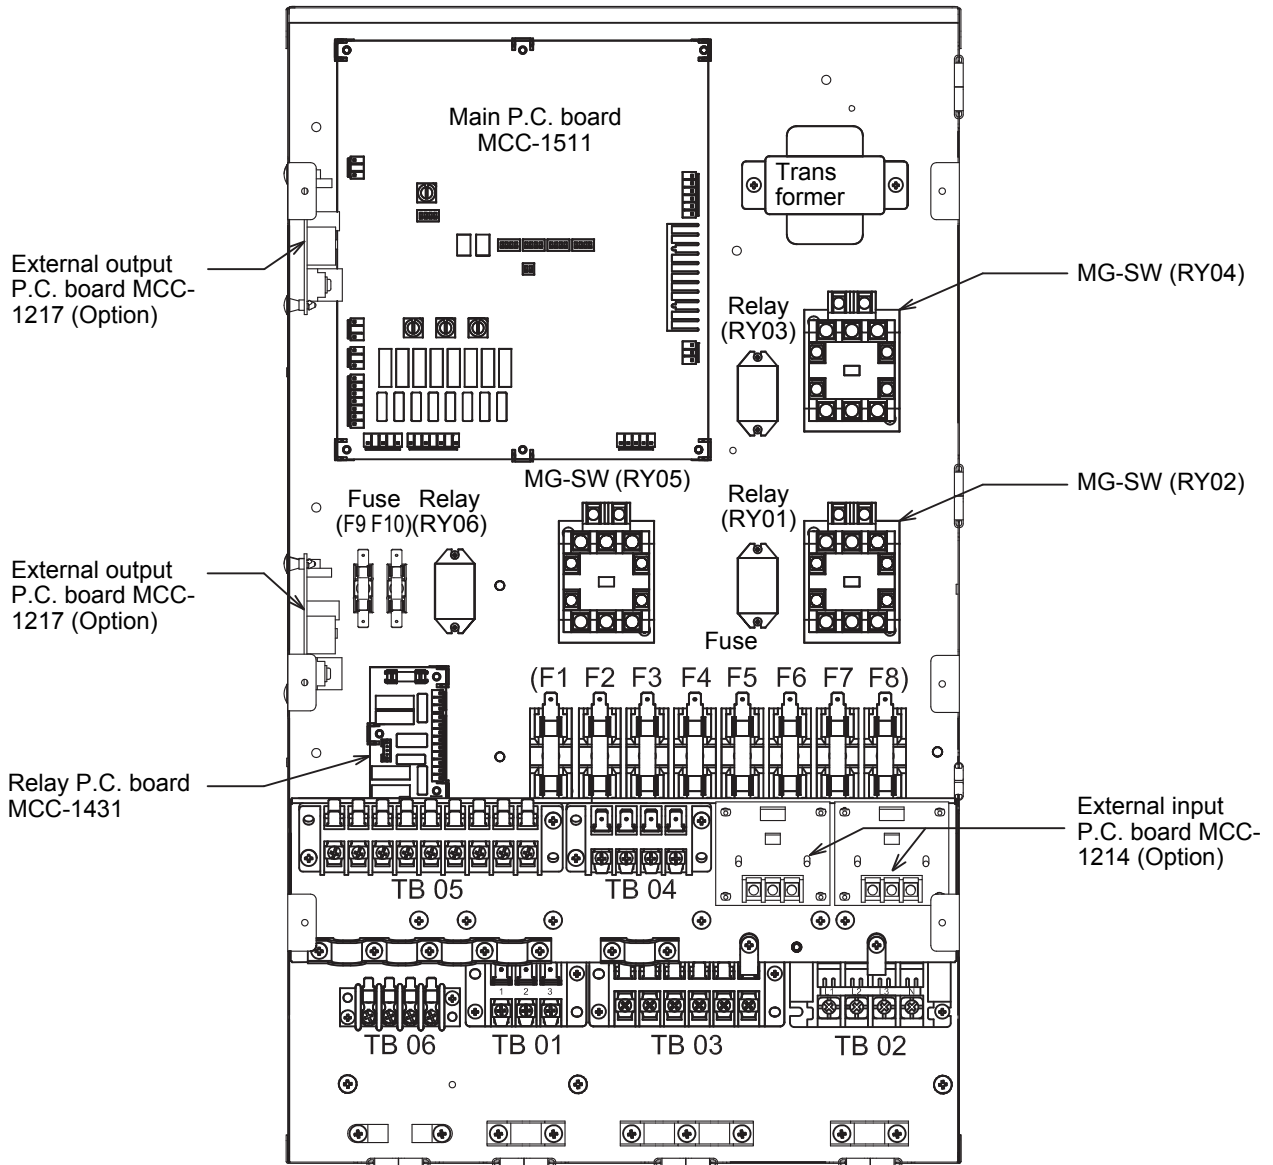 Main P.C. board
MCC-1511
Trans
former
External output
P.C. board MCC-
1217 (Option)
MG-SW (RY04)
Relay
(RY03)
MG-SW (RY05)
MG-SW (RY02)
Fuse
(F9 F10)
Relay
(RY06)
Relay
(RY01)
External output
P.C. board MCC-
1217 (Option)
Fuse
(F1 F2 F3 F4 F5 F6 F7 F8)
Relay P.C. board
MCC-1431
External input
P.C. board MCC-
1214 (Option)
TB 05
TB 04
1 2 3
L1 L2 L3 N
TB 06
TB 01
TB 03
TB 02